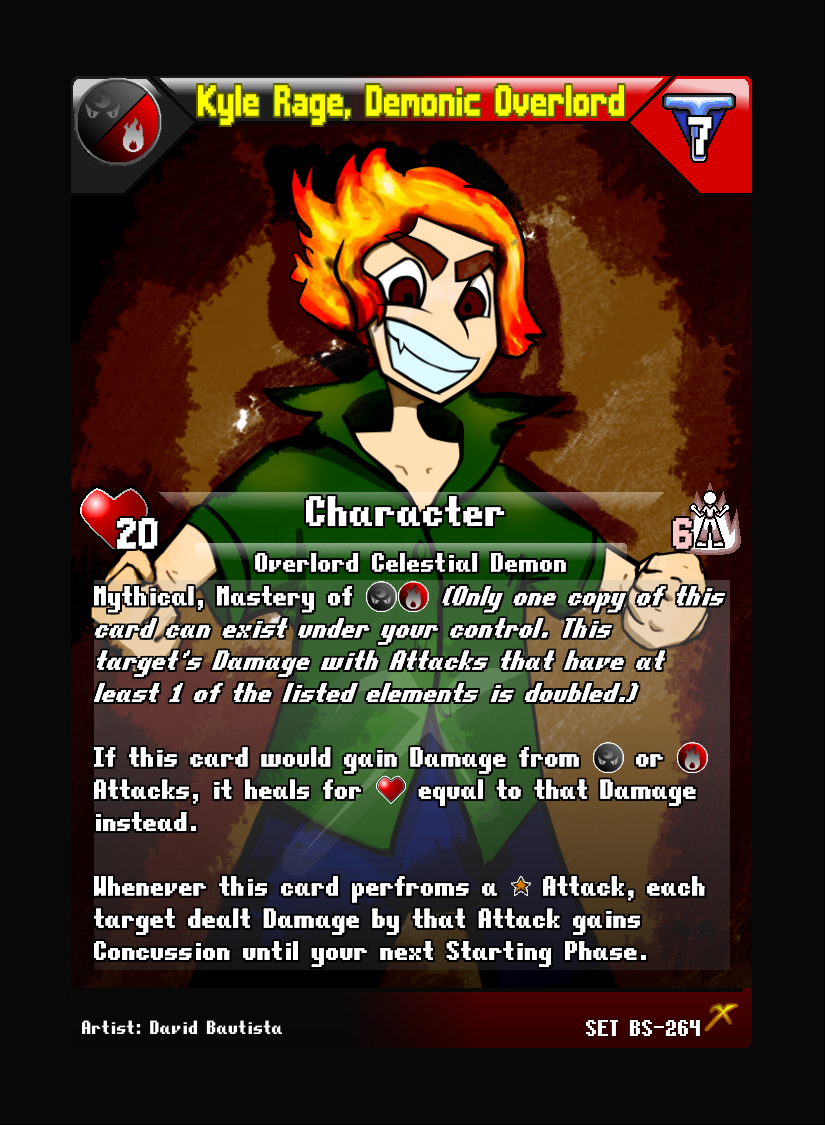 Kyle Rage, Demonic Overlord
7
20
Character
6
Overlord Celestial Demon
Mythical, Mastery of (Only one copy of this
card can exist under your control. This
target's Damage with Attacks that have at
least 1 of the listed elements is doubled.)
If this card would gain Damage from or
Attacks, it heals for equal to that Damage
instead.
Whenever this card perfroms a Attack, each
target dealt Damage by that Attack gains
Concussion until your next Starting Phase.
Artist: David Bautista
SET BS-264